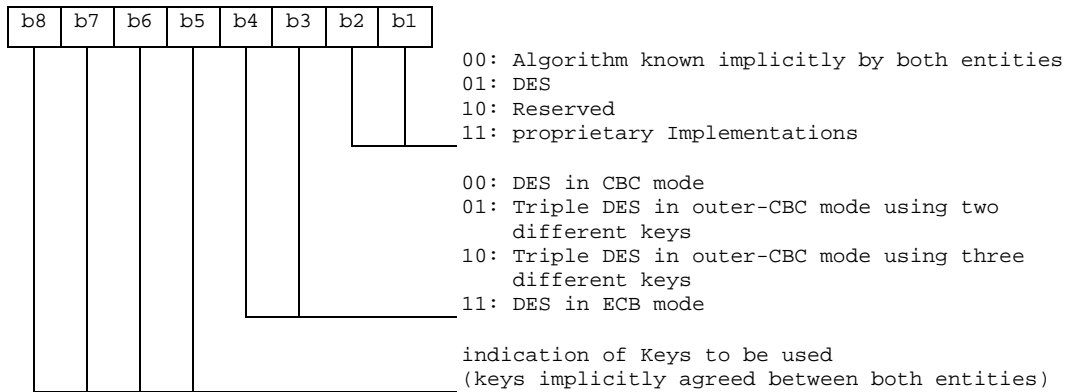 b8 b7 b6 b5 b4 b3 b2 b1
00: Algorithm known implicitly by both entities
01: DES
10: Reserved
11: proprietary Implementations
00: DES in CBC mode
01: Triple DES in outer-CBC mode using two
different keys
10: Triple DES in outer-CBC mode using three
different keys
11: DES in ECB mode
indication of Keys to be used
(keys implicitly agreed between both entities)